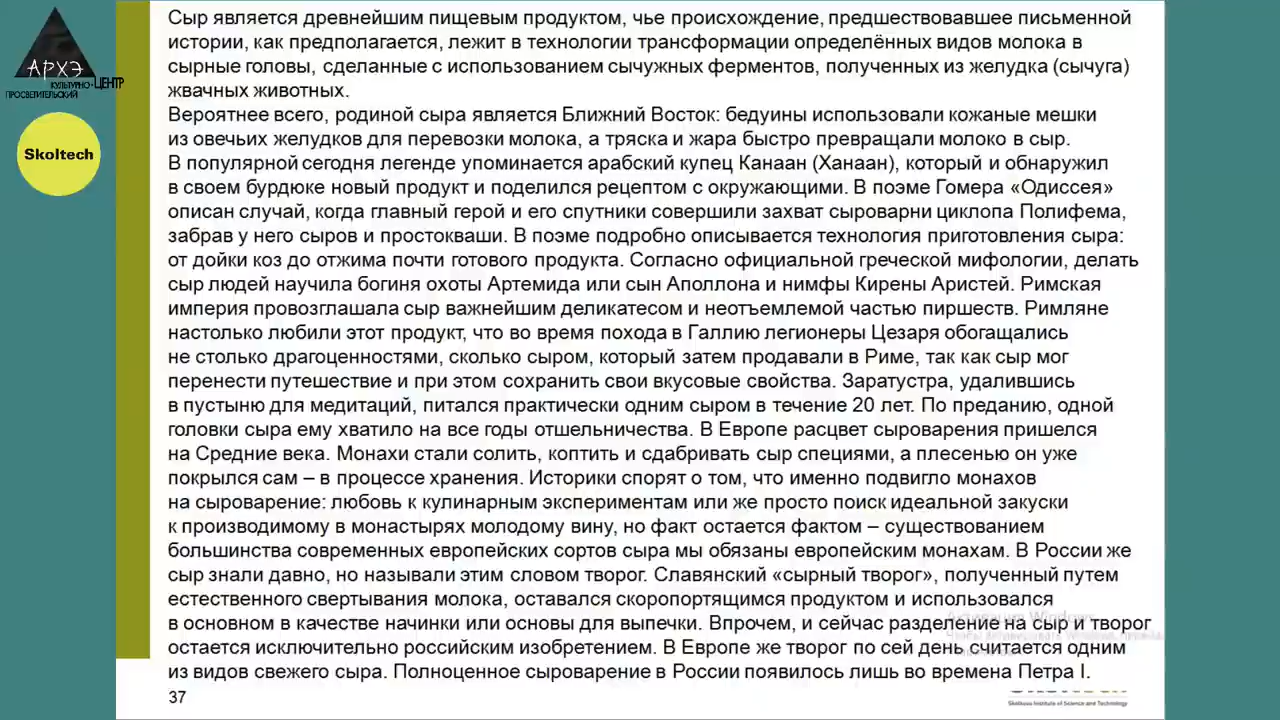 АРХЭ
КУЛЬТУРНО-ЦЕНТР
ПРОСВЕТИТЕЛЬСКИЙ
Skoltech
Сыр является древнейшим пищевым продуктом, чье происхождение, предшествовавшее письменной
истории, как предполагается, лежит в технологии трансформации определённых видов молока в
сырные головы, сделанные с использованием сычужных ферментов, полученных из желудка (сычуга)
жвачных животных.
Вероятнее всего, родиной сыра является Ближний Восток: бедуины использовали кожаные мешки
из овечьих желудков для перевозки молока, а тряска и жара быстро превращали молоко в сыр.
В популярной сегодня легенде упоминается арабский купец Канаан (Ханаан), который и обнаружил
в своем бурдюке новый продукт и поделился рецептом с окружающими. В поэме Гомера «Одиссея»
описан случай, когда главный герой и его спутники совершили захват сыроварни циклопа Полифема,
забрав у него сыров и простокваши. В поэме подробно описывается технология приготовления сыра:
от дойки коз до отжима почти готового продукта. Согласно официальной греческой мифологии, делать
сыр людей научила богиня охоты Артемида или сын Аполлона и нимфы Кирены Аристей. Римская
империя провозглашала сыр важнейшим деликатесом и неотъемлемой частью пиршеств. Римляне
настолько любили этот продукт, что во время похода в Галлию легионеры Цезаря обогащались
не столько драгоценностями, сколько сыром, который затем продавали в Риме, так как сыр мог
перенести путешествие и при этом сохранить свои вкусовые свойства. Заратустра, удалившись
в пустыню для медитаций, питался практически одним сыром в течение 20 лет. По преданию, одной
головки сыра ему хватило на все годы отшельничества. В Европе расцвет сыроварения пришелся
на Средние века. Монахи стали солить, коптить и сдабривать сыр специями, а плесенью он уже
покрылся сам – в процессе хранения. Историки спорят о том, что именно подвигло монахов
на сыроварение: любовь к кулинарным экспериментам или же просто поиск идеальной закуски
к производимому в монастырях молодому вину, но факт остается фактом – существованием
большинства современных европейских сортов сыра мы обязаны европейским монахам. В России же
сыр знали давно, но называли этим словом творог. Славянский «сырный творог», полученный путем
естественного свертывания молока, оставался скоропортящимся продуктом и использовался
в основном в качестве начинки или основы для выпечки. Впрочем, и сейчас разделение на сыр и творог
остается исключительно российским изобретением. В Европе же творог по сей день считается одним
из видов свежего сыра. Полноценное сыроварение в России появилось лишь во времена Петра I.
37
Skolkovo Institute of Science and Technology